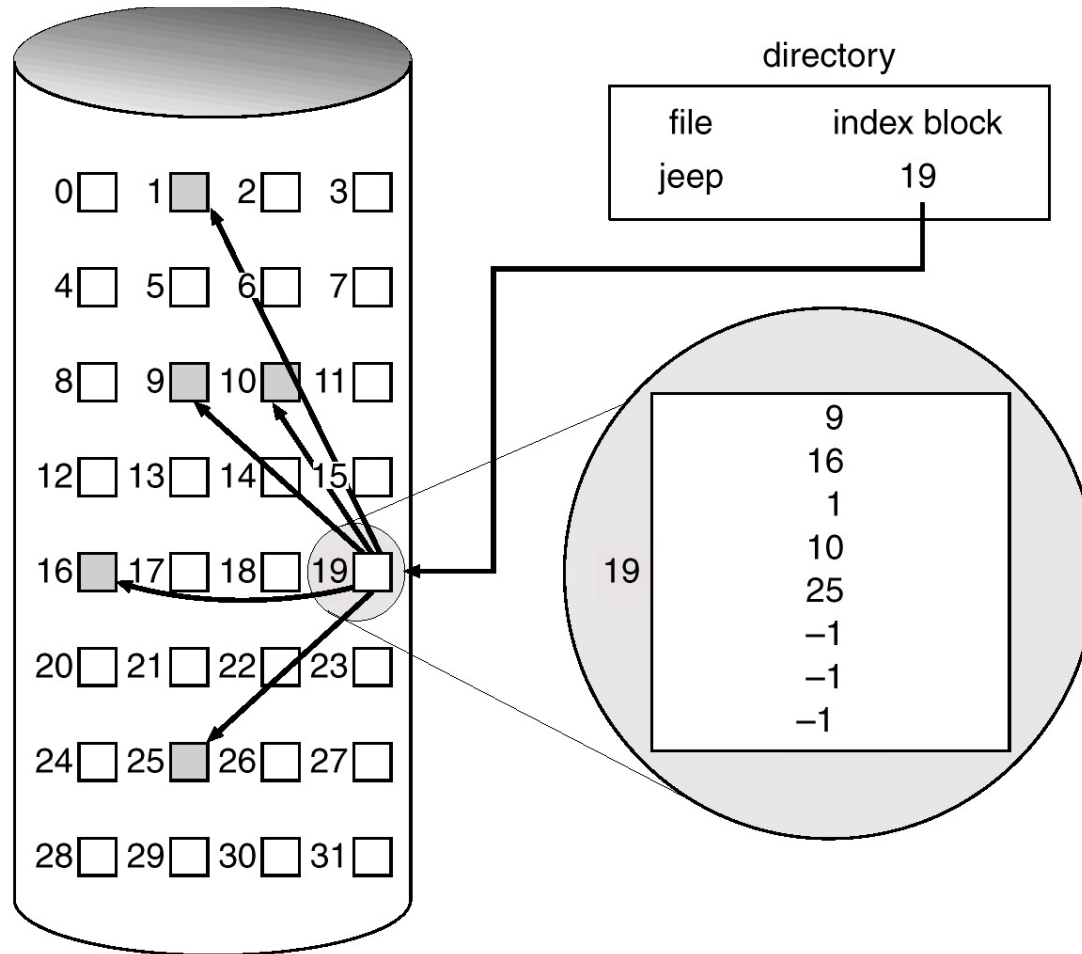 directory
file index block
jeep 19
0 1 2 3
4 5 6 7
8 9 10 11
12 13 14 15
16 17 18 19
20 21 22 23
24 25 26 27
28 29 30 31
19
9
16
1
10
25
–1
–1
–1